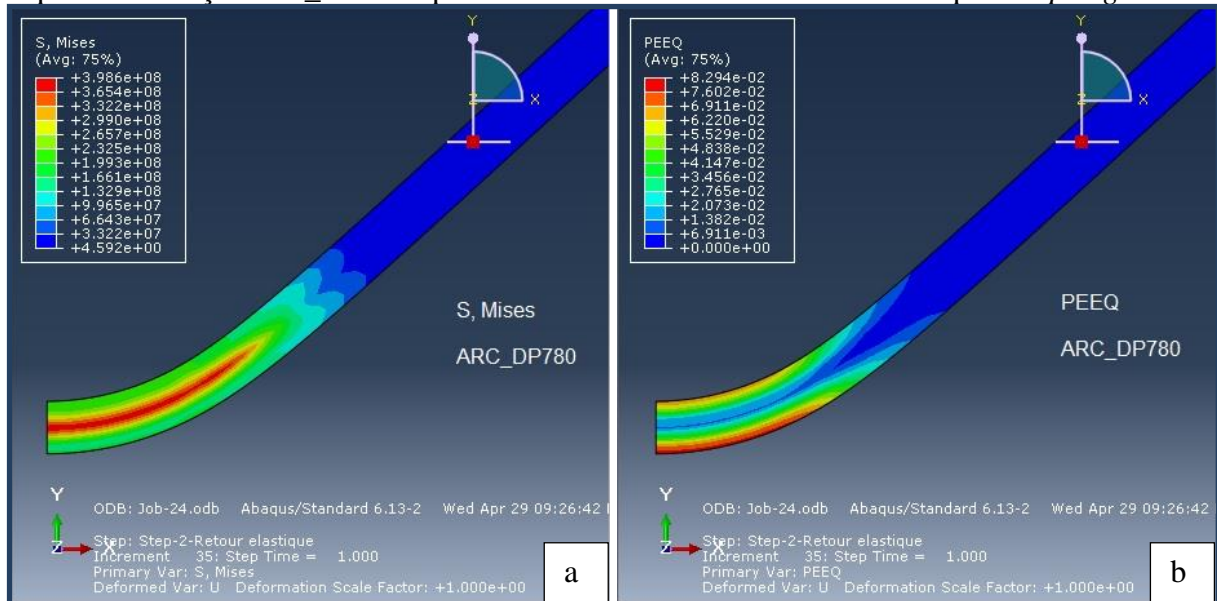 S, Mises
(Avg: 75%)
+3.986e+08
+3.654e+08
+3.322e+08
+2.990e+08
+2.657e+08
+2.325e+08
+1.993e+08
+1.661e+08
+1.329e+08
+9.965e+07
+6.643e+07
+3.322e+07
+4.592e+00
Y
Z
X
S, Mises
ARC_DP780
Y
Z
X
ODB: Job-24.odb Abaqus/Standard 6.13-2 Wed Apr 29 09:26:42
Step: Step-2-Retour elastique
Increment 35: Step Time = 1.000
Primary Var: S, Mises
Deformed Var: U Deformation Scale Factor: +1.000e+00
a
PEEQ
(Avg: 75%)
+8.294e-02
+7.602e-02
+6.911e-02
+6.220e-02
+5.529e-02
+4.838e-02
+4.147e-02
+3.456e-02
+2.765e-02
+2.073e-02
+1.382e-02
+6.911e-03
+0.000e+00
Y
Z
X
PEEQ
ARC_DP780
Y
Z
X
ODB: Job-24.odb Abaqus/Standard 6.13-2 Wed Apr 29 09:26:42
Step: Step-2-Retour elastique
Increment 35: Step Time = 1.000
Primary Var: PEEQ
Deformed Var: U Deformation Scale Factor: +1.000e+00
b